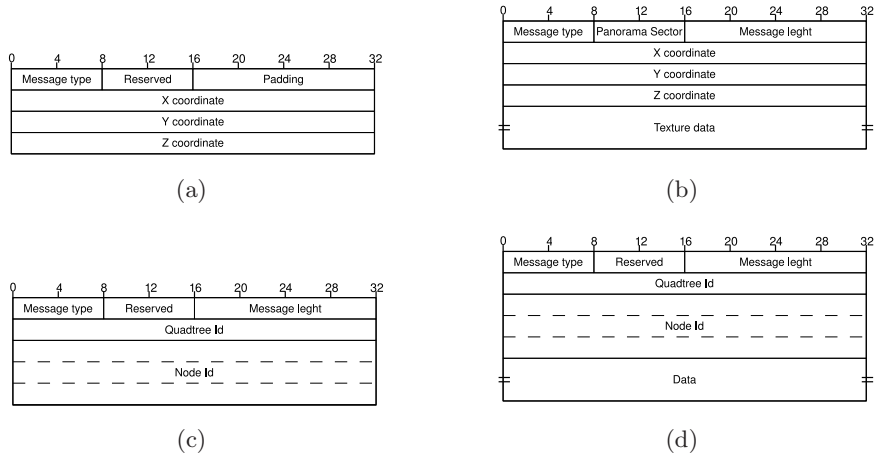 0 4 8 12 16 20 24 28 32
Message type Reserved Padding
X coordinate
Y coordinate
Z coordinate
(a)
0 4 8 12 16 20 24 28 32
Message type Panorama Sector Message leght
X coordinate
Y coordinate
Z coordinate
Texture data
(b)
0 4 8 12 16 20 24 28 32
Message type Reserved Message leght
Quadtree Id
Node Id
(c)
0 4 8 12 16 20 24 28 32
Message type Reserved Message leght
Quadtree Id
Node Id
Data
(d)